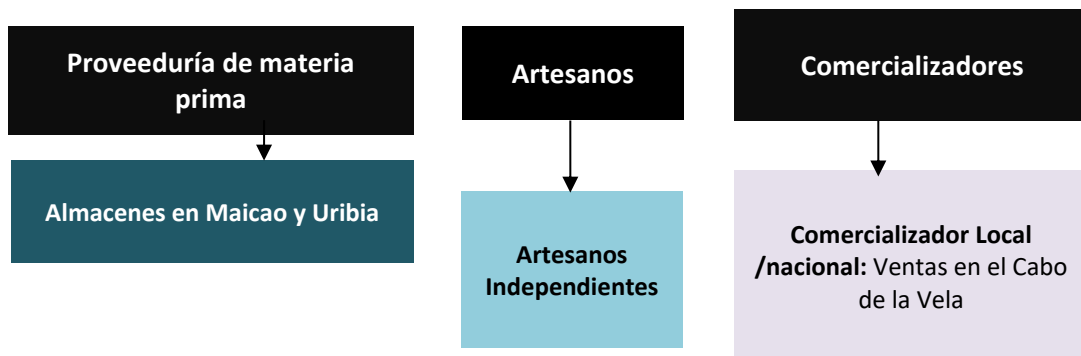 Proveeduría de materia
prima
Almacenes en Maicao y Uribia
Artesanos
Artesanos
Independientes
Comercializadores
Comercializador Local
/nacional: Ventas en el Cabo
de la Vela